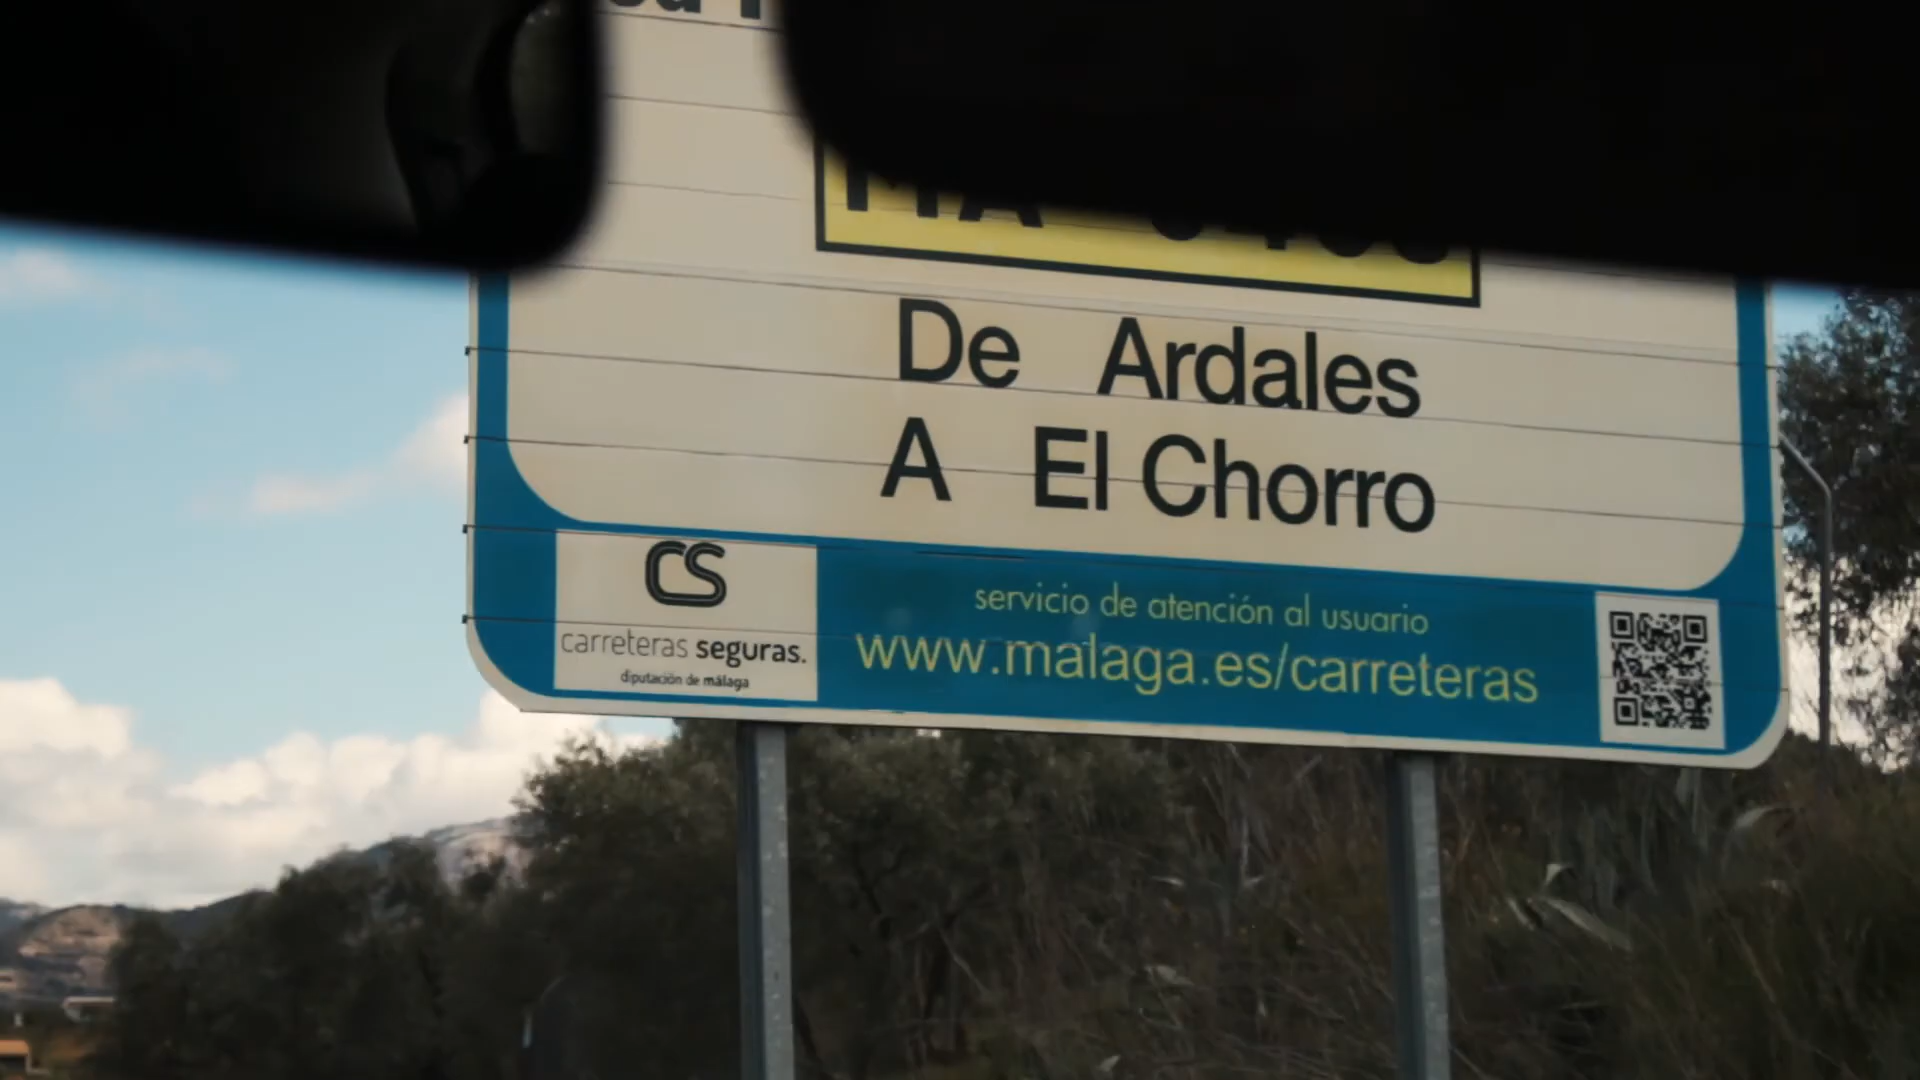 De Ardales
A El Chorro
CS
carreteras seguras.
diputación de málaga
servicio de atención al usuario
www.malaga.es/carreteras